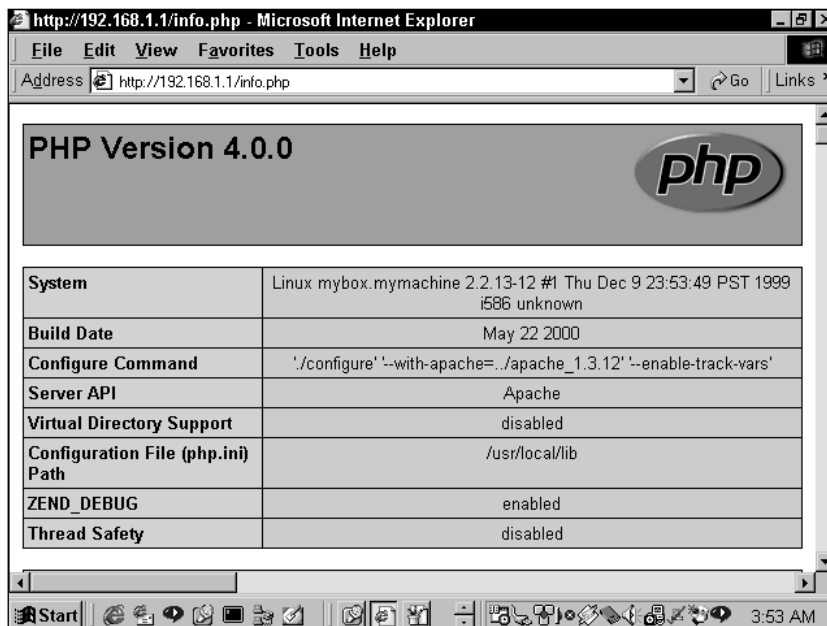 http://192.168.1.1/info.php - Microsoft Internet Explorer
File Edit View Favorites Tools Help
Address http://192.168.1.1/info.php Go Links
PHP Version 4.0.0
php
System Linux mybox.mymachine 2.2.13-12 #1 Thu Dec 9 23:53:49 PST 1999
i586 unknown
Build Date May 22 2000
Configure Command './configure' '--with-apache=../apache_1.3.12' '--enable-track-vars'
Server API Apache
Virtual Directory Support disabled
Configuration File (php.ini) /usr/local/lib
Path
ZEND_DEBUG enabled
Thread Safety disabled
Start 3:53 AM